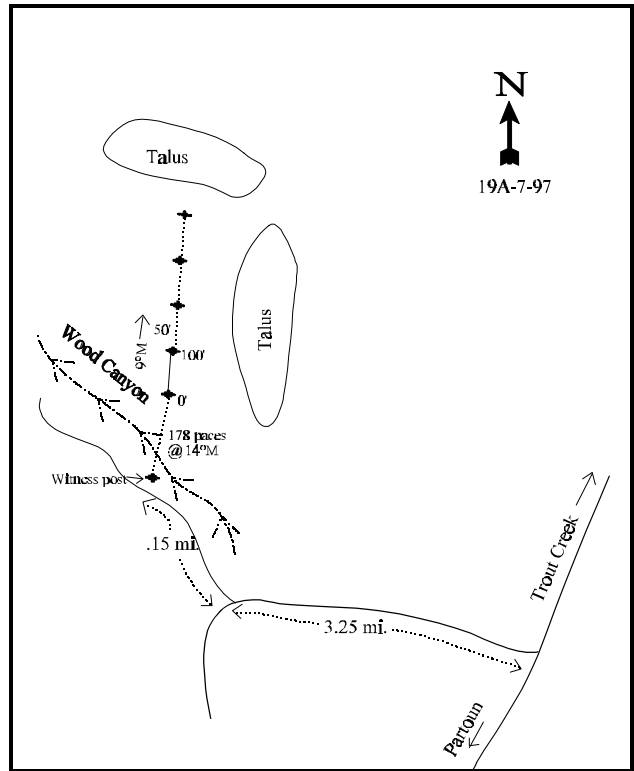 N
19A-7-97
Talus
Talus
Wood Canyon
6°M
50'
100'
0'
178 paces
@ 14°M
Witness post
.15 mi.
3.25 mi.
Trout Creek
Partoun